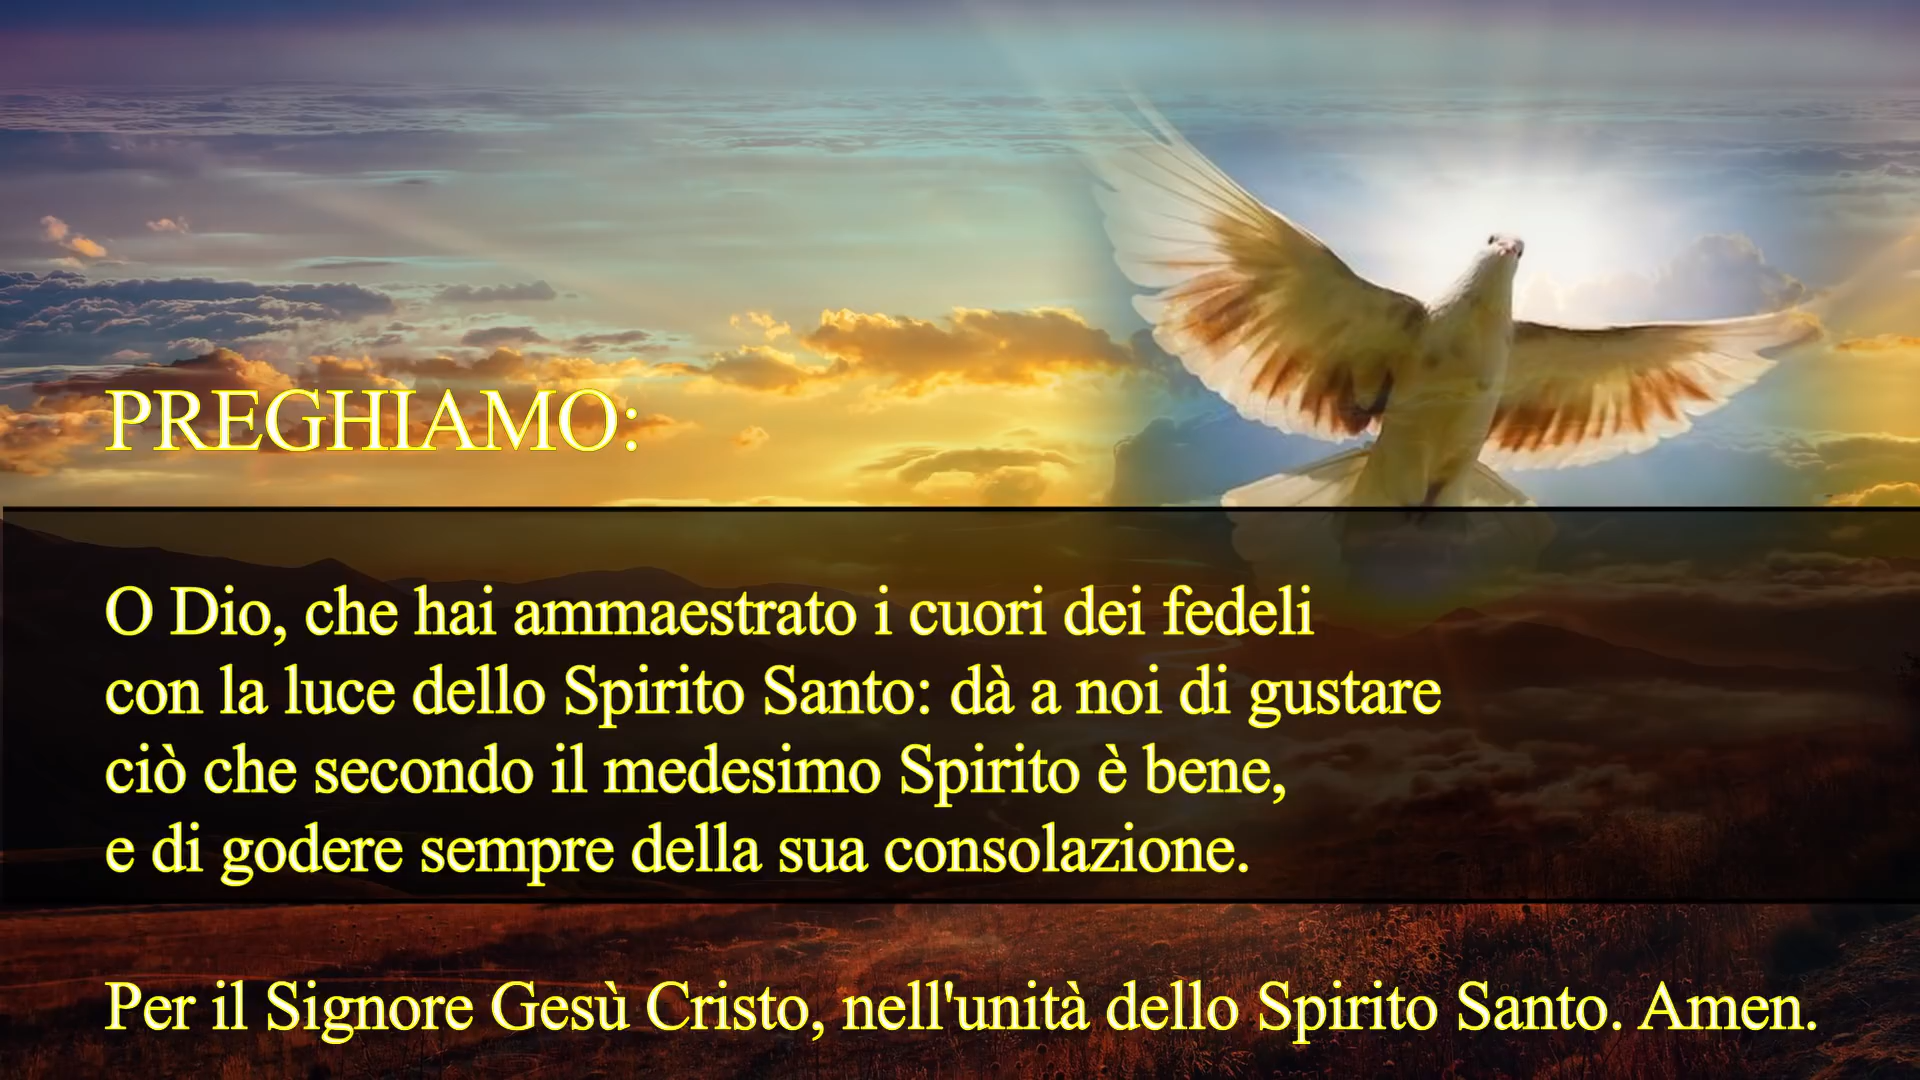 PREGHIAMO:
O Dio, che hai ammaestrato i cuori dei fedeli
con la luce dello Spirito Santo: dà a noi di gustare
ciò che secondo il medesimo Spirito è bene,
e di godere sempre della sua consolazione.
Per il Signore Gesù Cristo, nell'unità dello Spirito Santo. Amen.